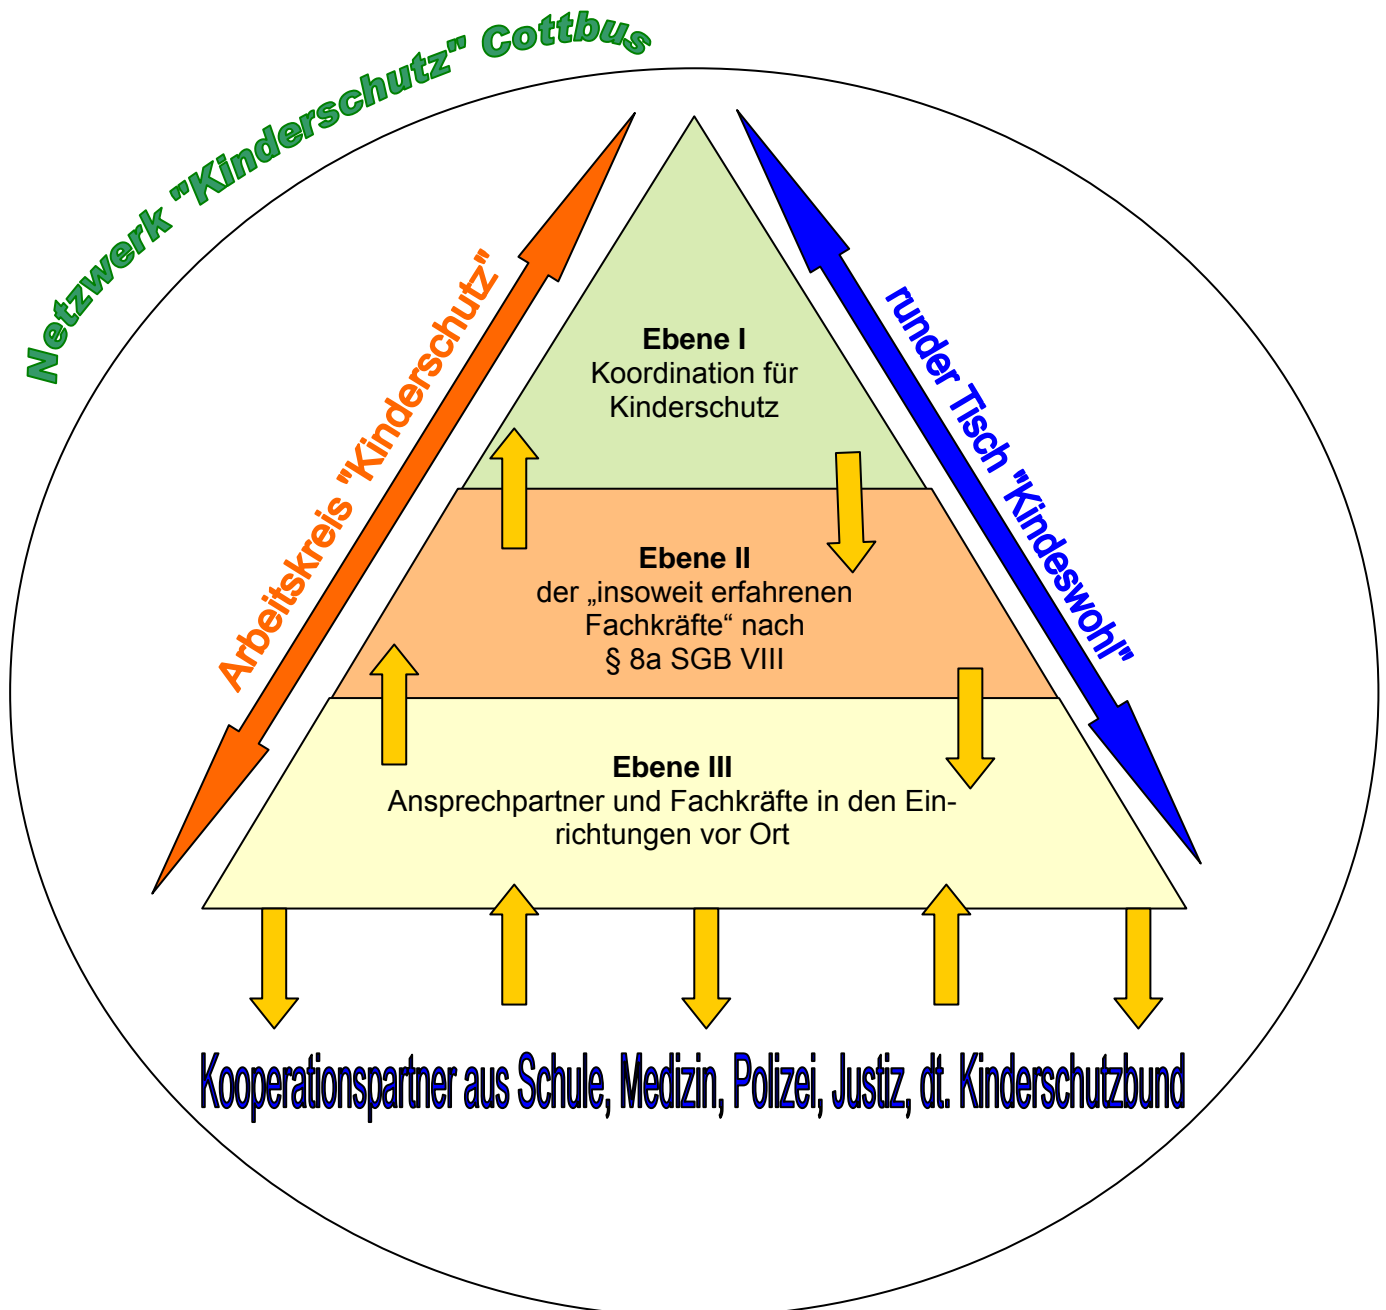 Netzwerk "Kinderschutz" Cottbus
Arbeitskreis "Kinderschutz"
runder Tisch "Kindeswohl"
Ebene I
Koordination für
Kinderschutz
Ebene II
der „insoweit erfahrenen
Fachkräfte“ nach
§ 8a SGB VIII
Ebene III
Ansprechpartner und Fachkräfte in den Ein-
richtungen vor Ort
Kooperationspartner aus Schule, Medizin, Polizei, Justiz, dt. Kinderschutzbund